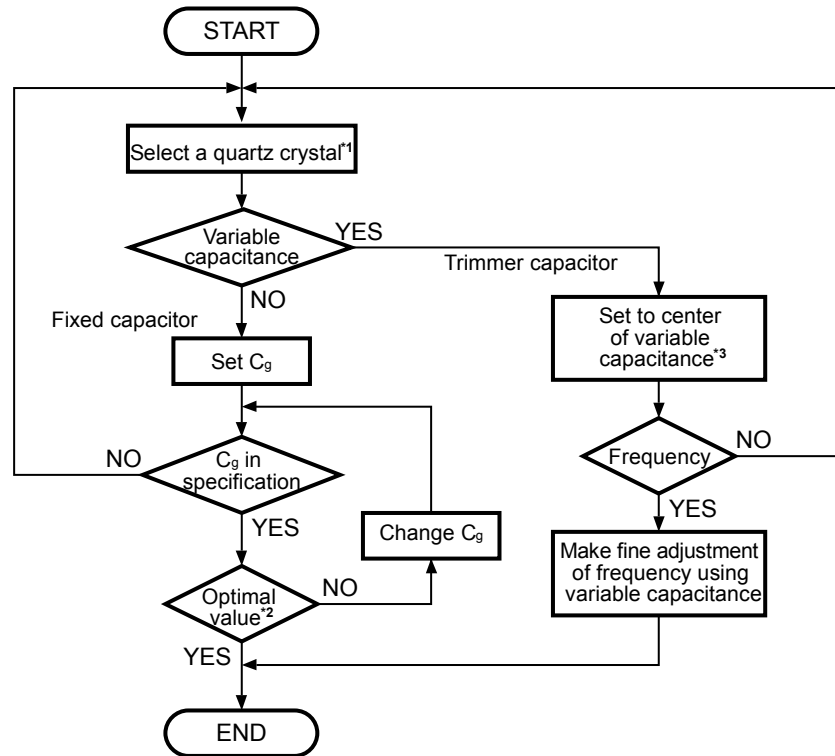 START
Select a quartz crystal*1
Variable
capacitance
YES
Trimmer capacitor
NO
Fixed capacitor
Set Cg
Set to center
of variable
capacitance*3
Cg in
specification
NO
YES
Change Cg
Frequency
NO
YES
Optimal
value*2
NO
YES
Make fine adjustment
of frequency using
variable capacitance
END